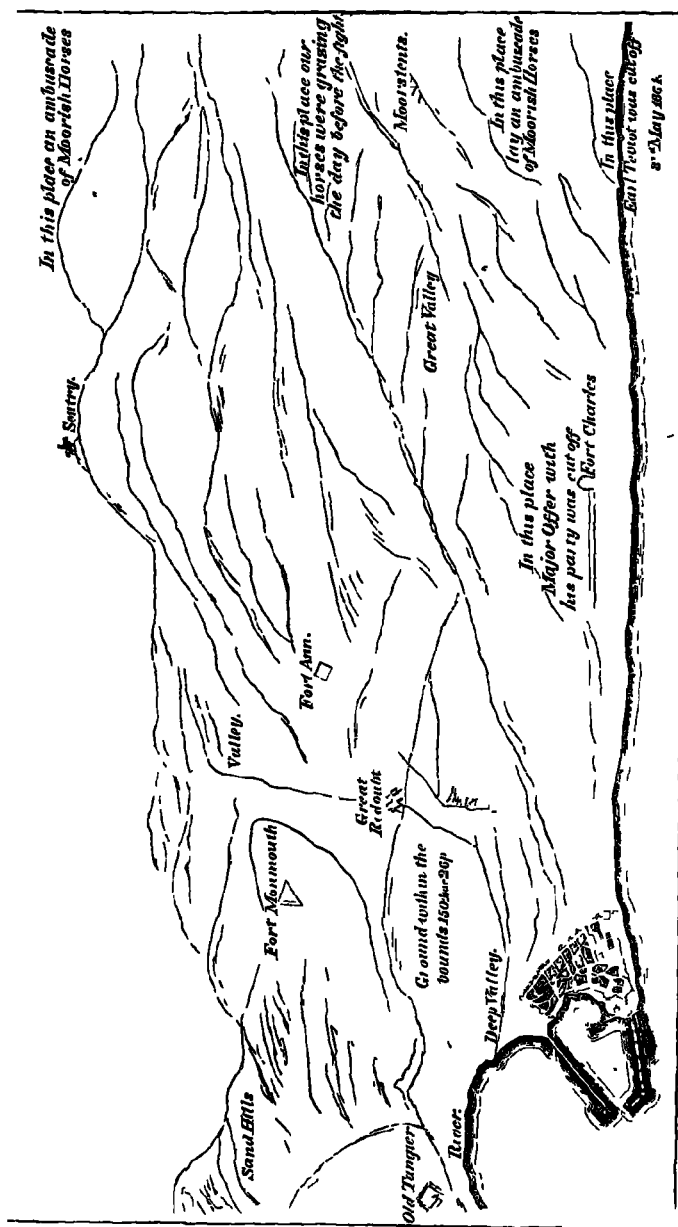 In this place an ambuscade
of Moorish Horses
Sentry.
Valley.
Sand Hills
Fort Monmouth
Fort Ann.
In this place our
horses were grasing
the day before the fight
Great
Redoubt
Moors tents.
Old Tangier
Ground within the
bounds
Great Valley
River.
Deep Valley.
In this place
lay an ambuscade
of Moorish Horses
In this place
Major Offer with
his party was cut off
Fort Charles
In this place
Earl Teviot was cut off
May 1664